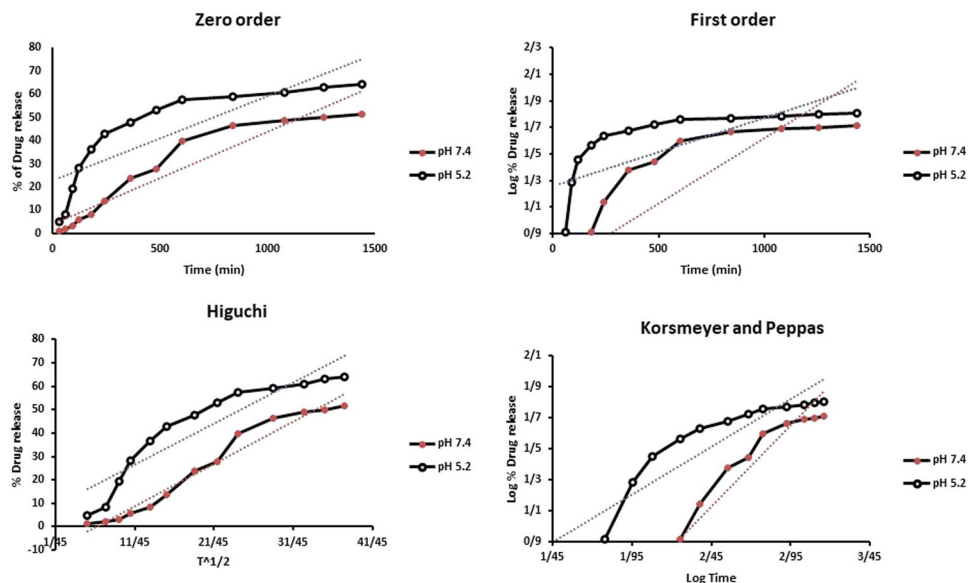 Zero order
% of Drug release
80
70
60
50
40
30
20
10
0
0
500
1000
1500
Time (min)
pH 7.4
pH 5.2
First order
Log % Drug release
2/3
2/1
1/9
1/7
1/5
1/3
1/1
0/9
0
500
1000
1500
Time (min)
pH 7.4
pH 5.2
Higuchi
% Drug release
80
70
60
50
40
30
20
10
0
-10
1/45
11/45
21/45
31/45
41/45
T^1/2
pH 7.4
pH 5.2
Korsmeyer and Peppas
Log % Drug release
2/1
1/9
1/7
1/5
1/3
1/1
0/9
1/45
1/95
2/45
2/95
3/45
Log Time
pH 7.4
pH 5.2